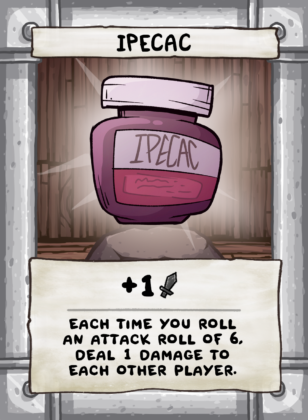 IPECAC
IPECAC
+1
EACH TIME YOU ROLL
AN ATTACK ROLL OF 6,
DEAL 1 DAMAGE TO
EACH OTHER PLAYER.